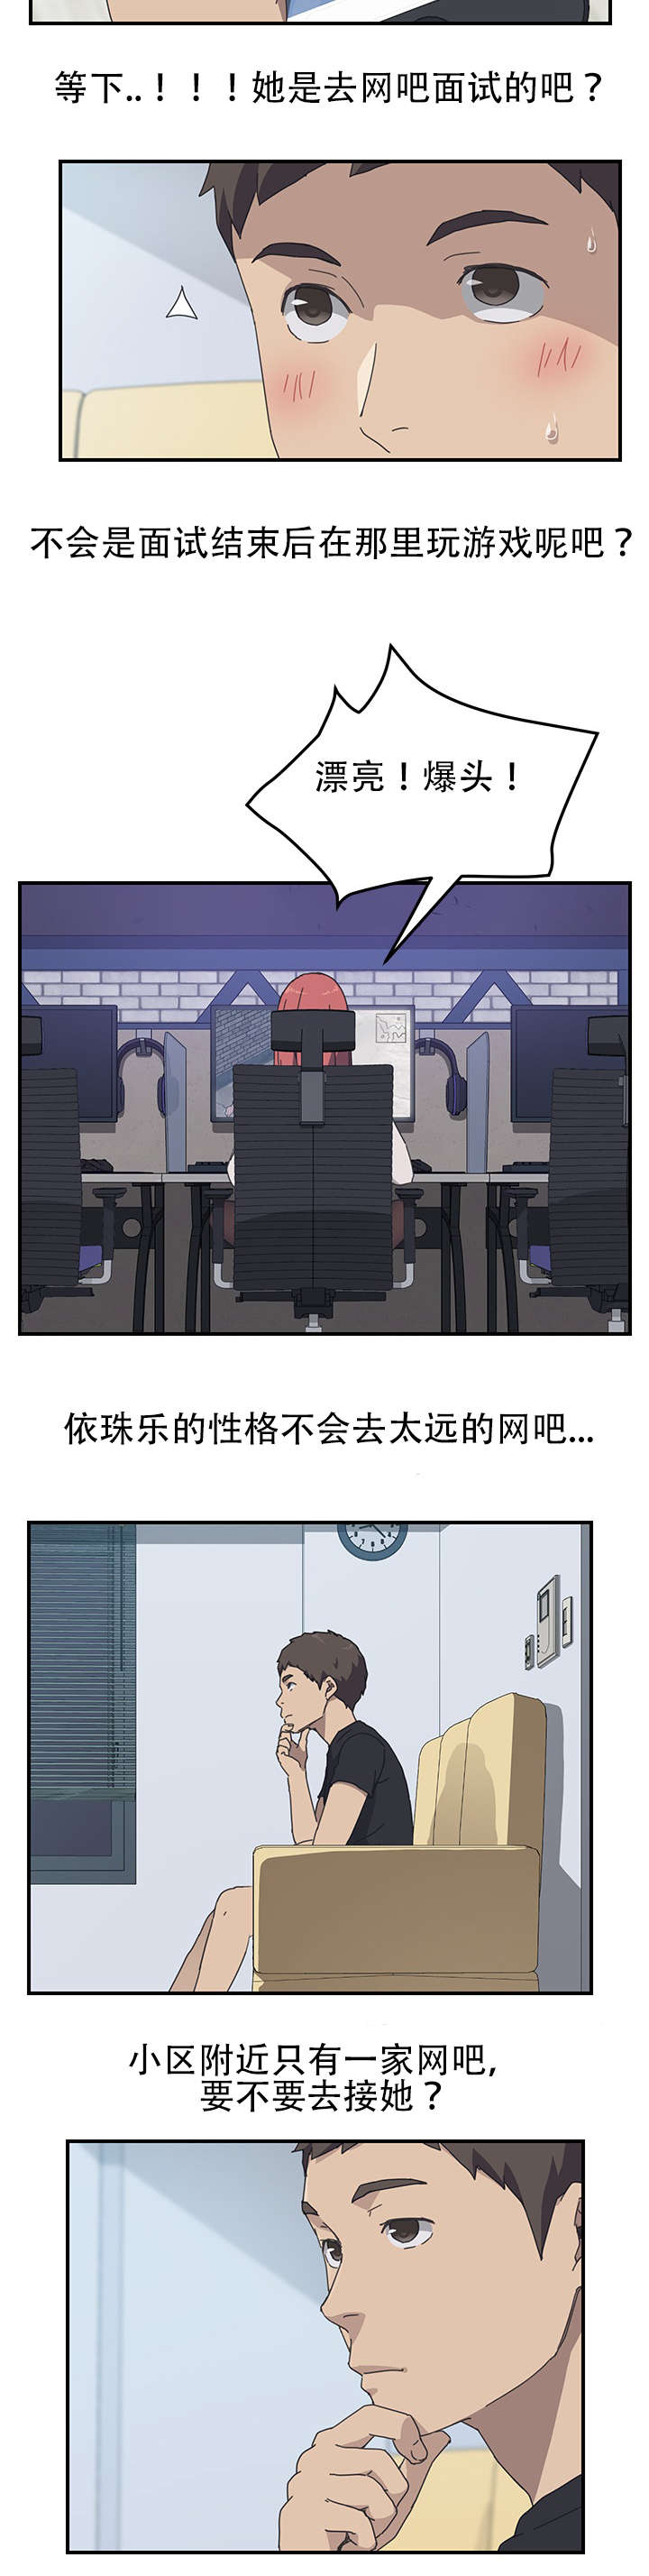 等下..！！！她是去网吧面试的吧？
不会是面试结束后在那里玩游戏呢吧？
漂亮！爆头！
依珠乐的性格不会去太远的网吧...
小区附近只有一家网吧,
要不要去接她？